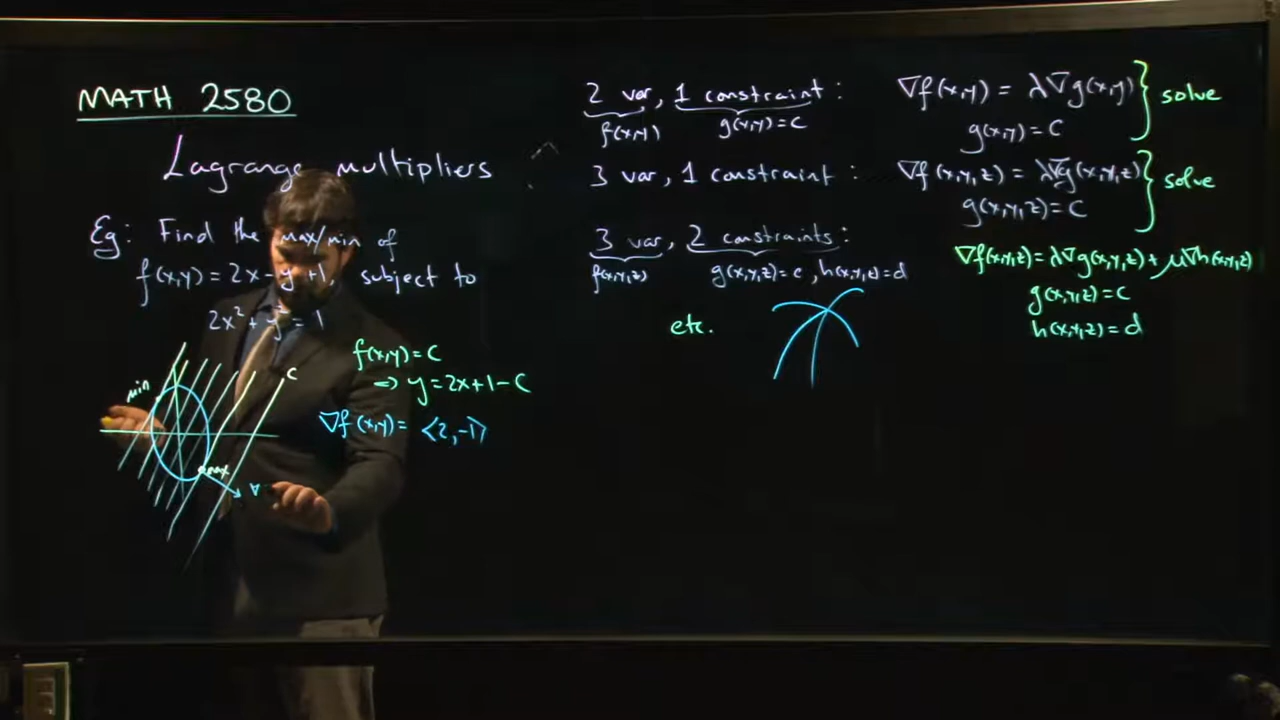 MATH 2580
Lagrange multipliers
Eg: Find the max/min of
f(x,y) = 2x - y + 1, subject to
2x² + y² = 1
f(x,y) = C
⇒ y = 2x + 1 - C
∇f(x,y) = ⟨2, -1⟩
min
C
max
∇
2 var, 1 constraint :
f(x,y) g(x,y) = C
∇f(x,y) = λ∇g(x,y)
g(x,y) = C
solve
3 var, 1 constraint :
∇f(x,y,z) = λ∇g(x,y,z)
g(x,y,z) = C
solve
3 var, 2 constraints :
f(x,y,z) g(x,y,z) = c , h(x,y,z) = d
∇f(x,y,z) = λ∇g(x,y,z) + μ∇h(x,y,z)
g(x,y,z) = c
h(x,y,z) = d
etc.